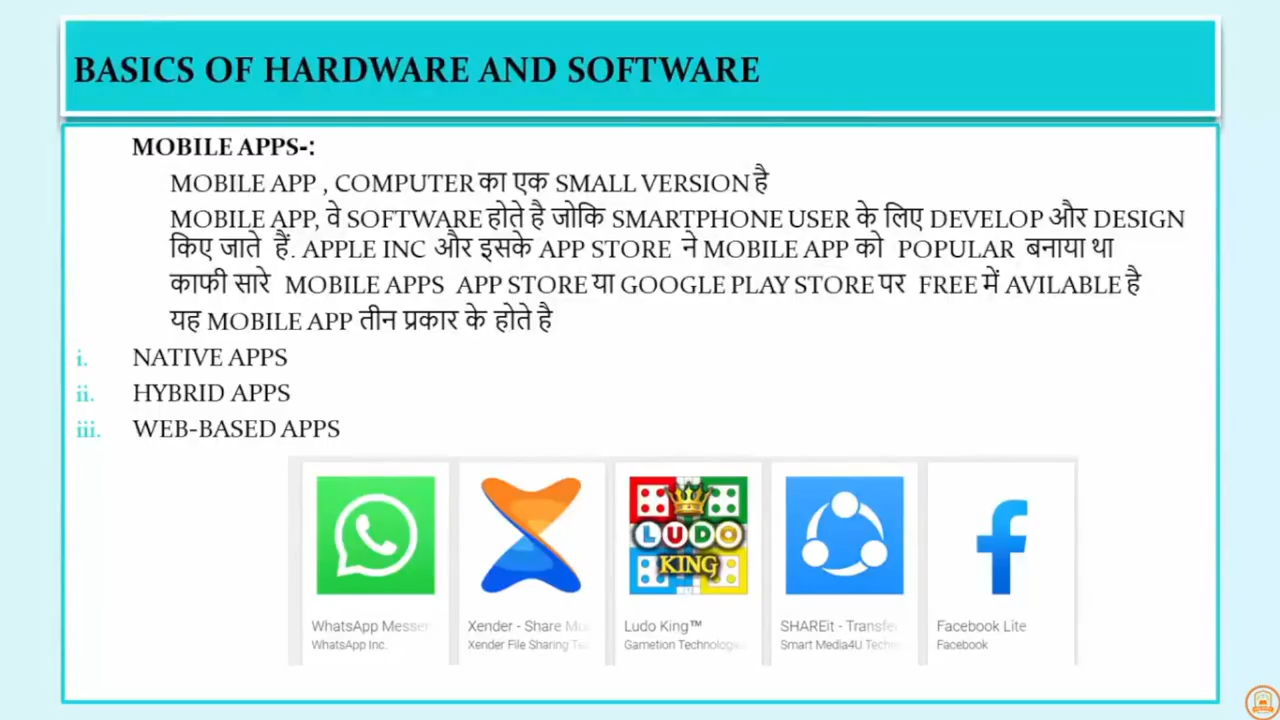 BASICS OF HARDWARE AND SOFTWARE
MOBILE APPS-:
MOBILE APP , COMPUTER का एक SMALL VERSION है
MOBILE APP, वे SOFTWARE होते है जोकि SMARTPHONE USER के लिए DEVELOP और DESIGN
किए जाते हैं. APPLE INC और इसके APP STORE ने MOBILE APP को POPULAR बनाया था
काफी सारे MOBILE APPS APP STORE या GOOGLE PLAY STORE पर FREE में AVILABLE है
यह MOBILE APP तीन प्रकार के होते है
i. NATIVE APPS
ii. HYBRID APPS
iii. WEB-BASED APPS
LUDO
KING
WhatsApp Messen
WhatsApp Inc.
Xender - Share Mu
Xender File Sharing Te
Ludo King™
Gametion Technologie
SHAREit - Transfe
Smart Media4U Techn
Facebook Lite
Facebook